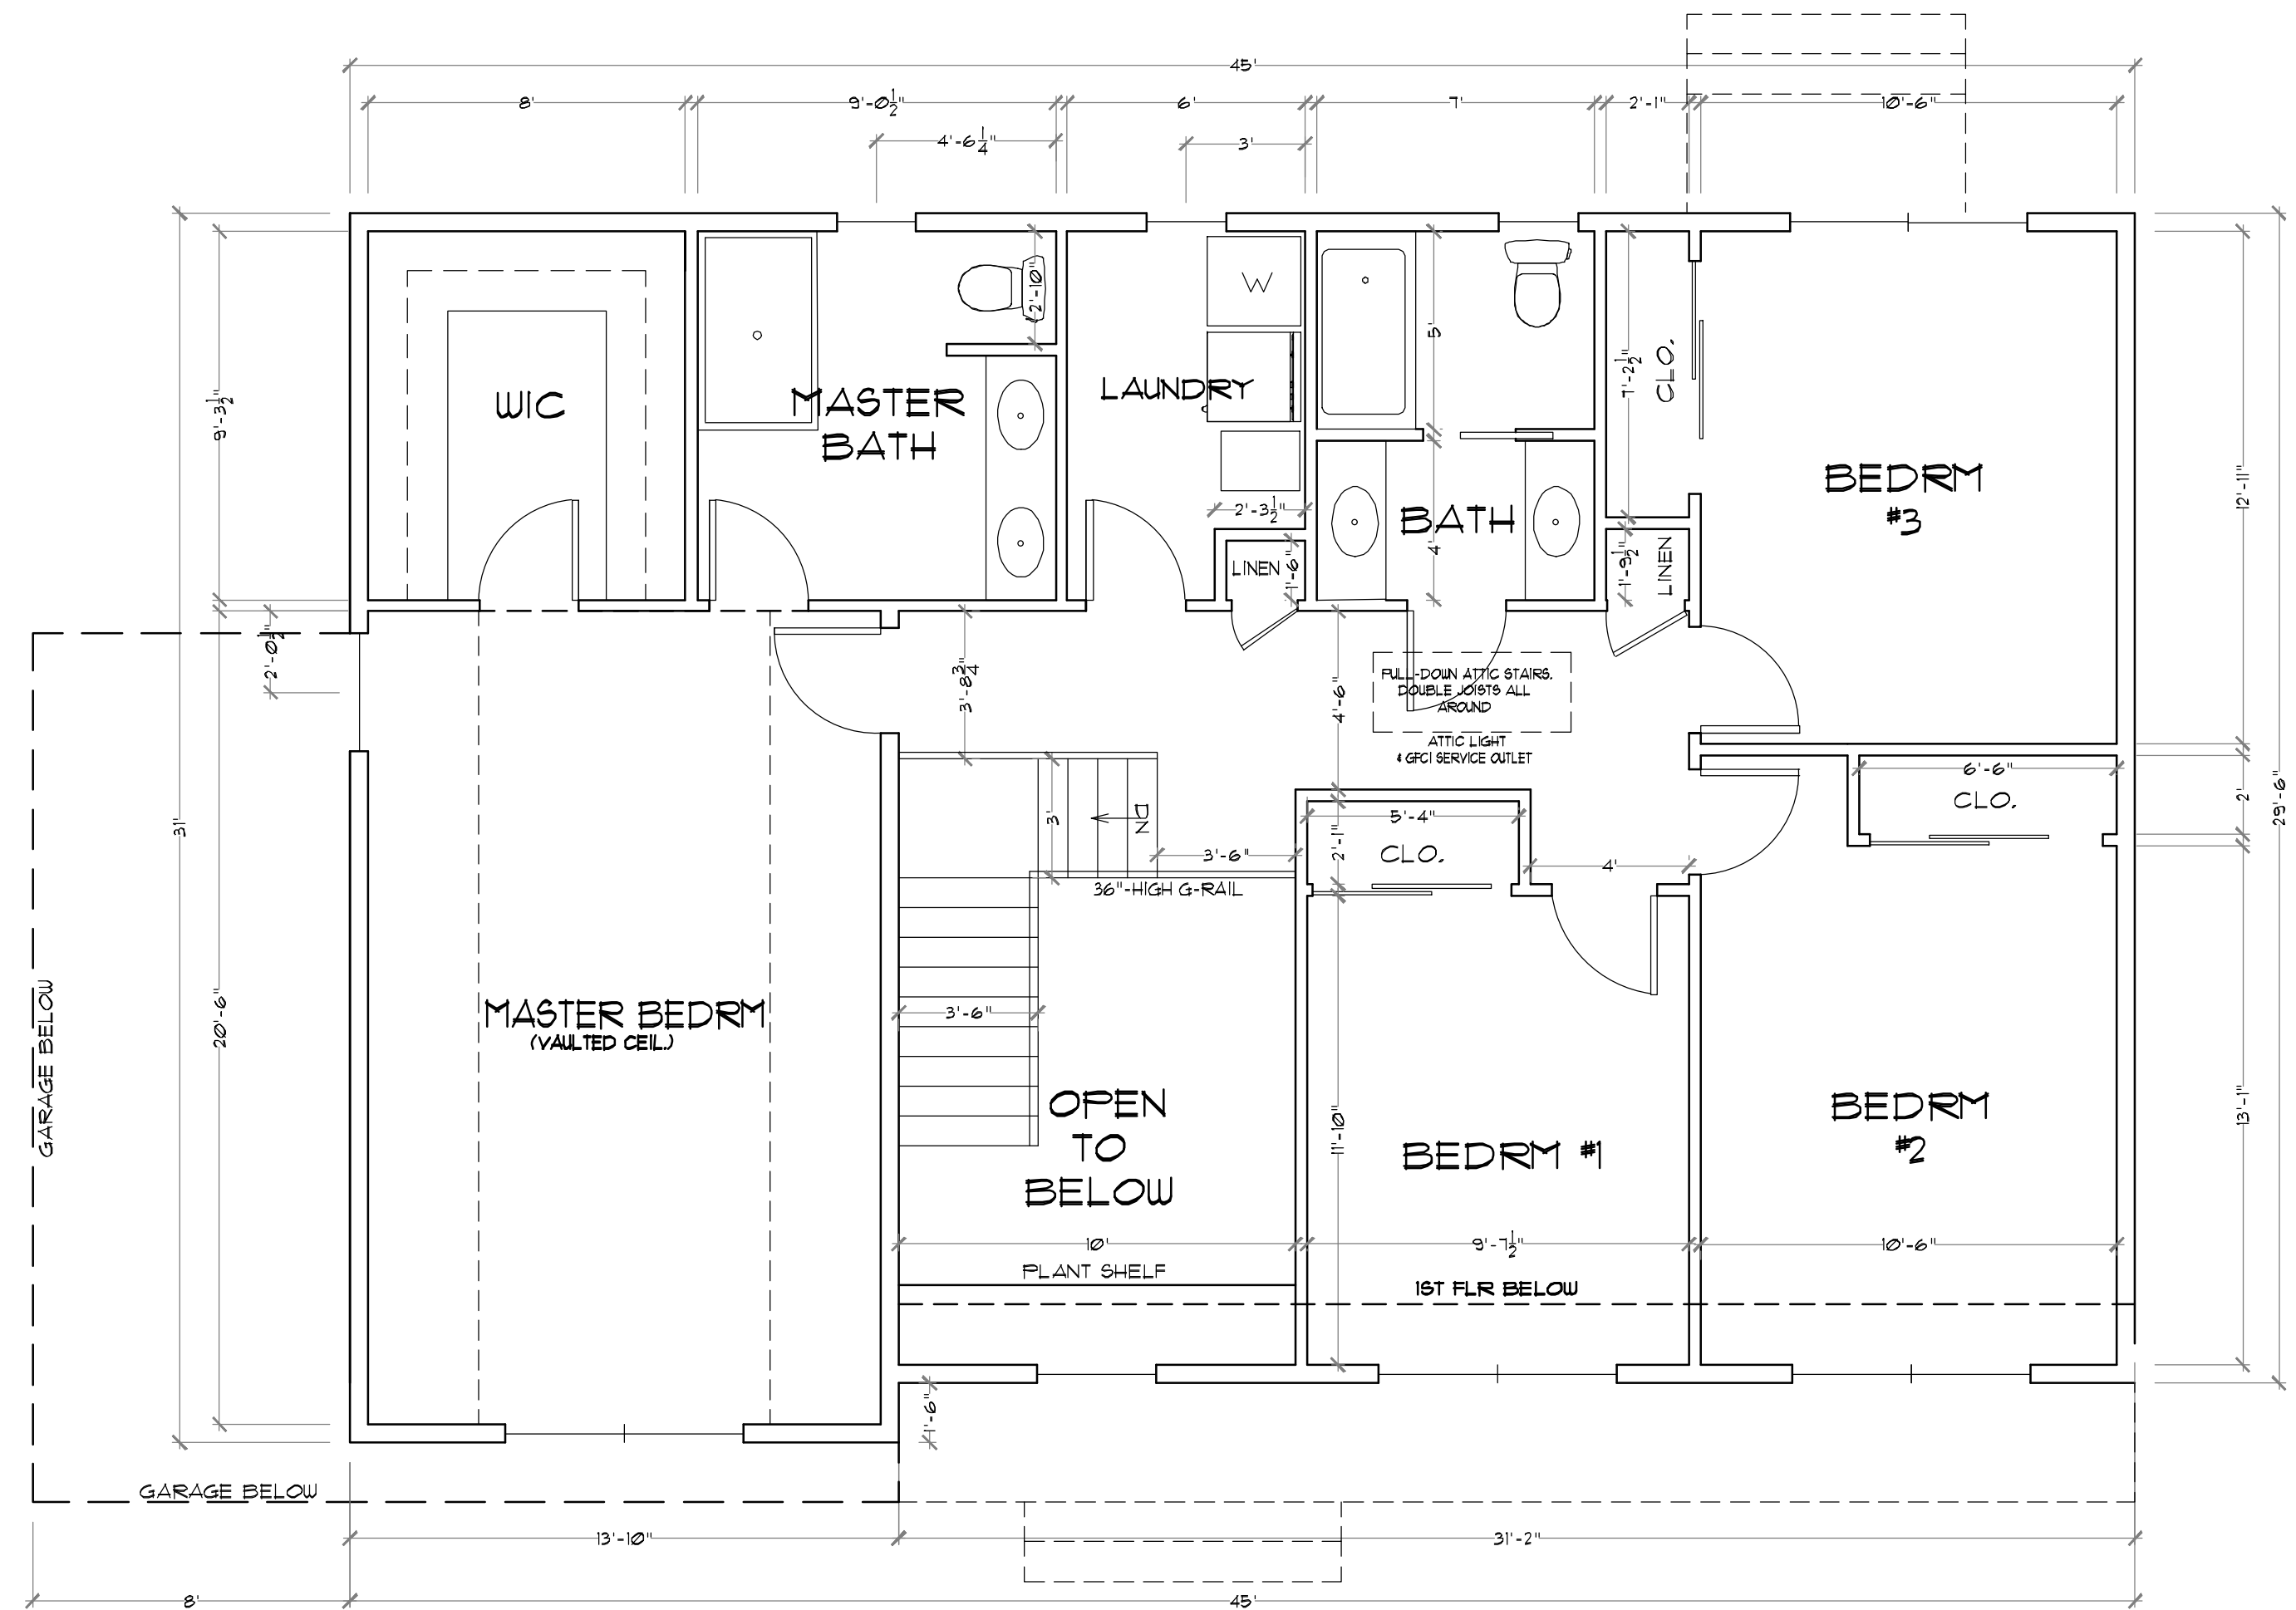 45'
8'
9'-0 1/2"
6'
7'
2'-1"
10'-6"
4'-6 1/4"
3'
2'-10"
W
5'
7'-2 1/2"
CLO.
WIC
MASTER
BATH
LAUNDRY
9'-3 1/2"
BEDRM
#3
12'-11"
2'-3 1/2"
BATH
4'
LINEN
1'-6"
1'-9 1/2"
LINEN
2'-0 1/2"
3'-8 3/4"
4'-6"
PULL-DOWN ATTIC STAIRS.
DOUBLE JOISTS ALL
AROUND
ATTIC LIGHT
& GFCI SERVICE OUTLET
6'-6"
CLO.
2'
29'-6"
31'
3'
DN
5'-4"
3'-6"
2'-1"
CLO.
4'
36"-HIGH G-RAIL
GARAGE BELOW
20'-6"
MASTER BEDRM
(VAULTED CEIL.)
3'-6"
OPEN
TO
BELOW
11'-10"
BEDRM #1
BEDRM
#2
13'-1"
10'
9'-7 1/2"
10'-6"
PLANT SHELF
1ST FLR BELOW
1'-6"
GARAGE BELOW
13'-10"
31'-2"
8'
45'